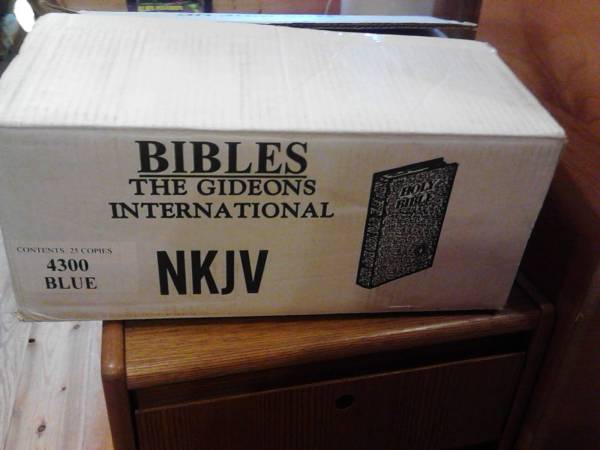 BIBLES
THE GIDEONS
INTERNATIONAL
HOLY
BIBLE
CONTENTS: 25 COPIES
4300
BLUE
NKJV